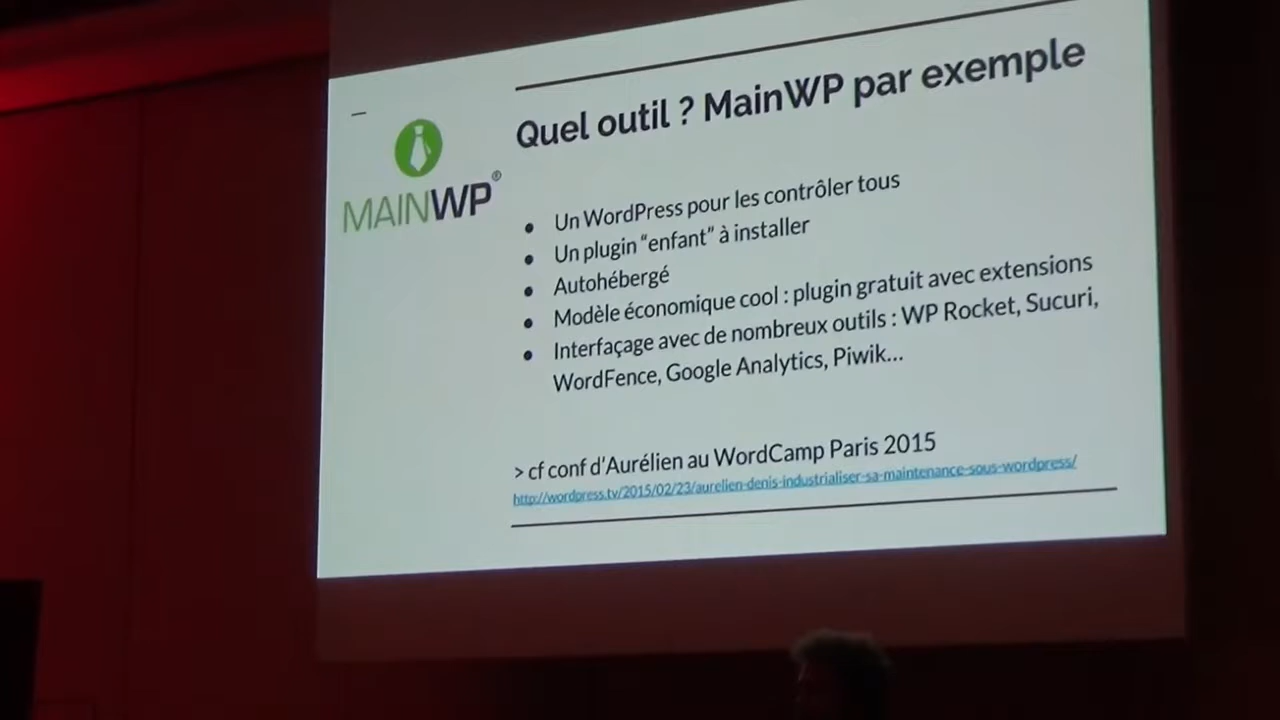 MAINWP®
Quel outil ? MainWP par exemple
● Un WordPress pour les contrôler tous
● Un plugin “enfant” à installer
● Autohébergé
● Modèle économique cool : plugin gratuit avec extensions
● Interfaçage avec de nombreux outils : WP Rocket, Sucuri,
WordFence, Google Analytics, Piwik...
> cf conf d’Aurélien au WordCamp Paris 2015
http://wordpress.tv/2015/02/23/aurelien-denis-industrialiser-sa-maintenance-sous-wordpress/